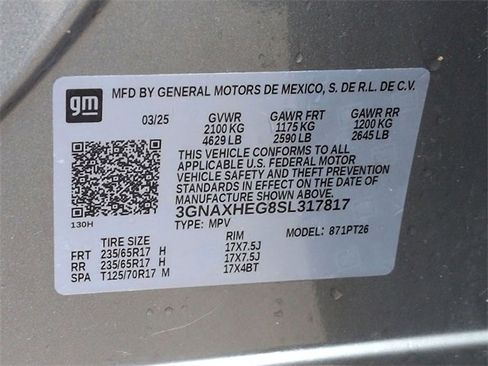 gm
MFD BY GENERAL MOTORS DE MEXICO, S. DE R.L. DE C.V.
03/25 GVWR GAWR FRT GAWR RR
2100 KG 1175 KG 1200 KG
4629 LB 2590 LB 2645 LB
THIS VEHICLE CONFORMS TO ALL
APPLICABLE U.S. FEDERAL MOTOR
VEHICLE SAFETY AND THEFT PREVENTION
STANDARDS IN EFFECT ON THE DATE OF
MANUFACTURE SHOWN ABOVE.
3GNAXHEG8SL317817
130H TYPE: MPV MODEL: 871PT26
TIRE SIZE RIM
FRT 235/65R17 H 17X7.5J
RR 235/65R17 H 17X7.5J
SPA T125/70R17 M 17X4BT